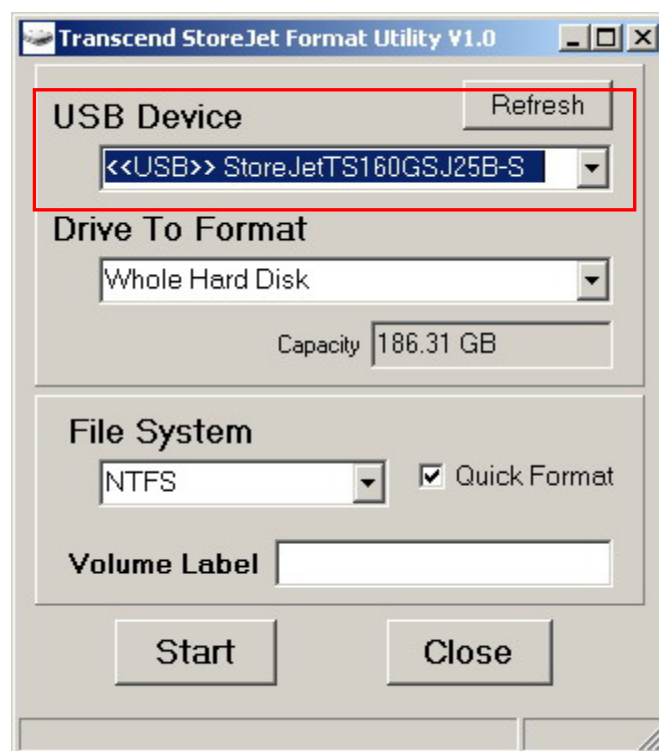 Transcend StoreJet Format Utility V1.0
USB Device
Refresh
<<USB>> StoreJetTS160GSJ25B-S
Drive To Format
Whole Hard Disk
Capacity 186.31 GB
File System
NTFS
Quick Format
Volume Label
Start Close